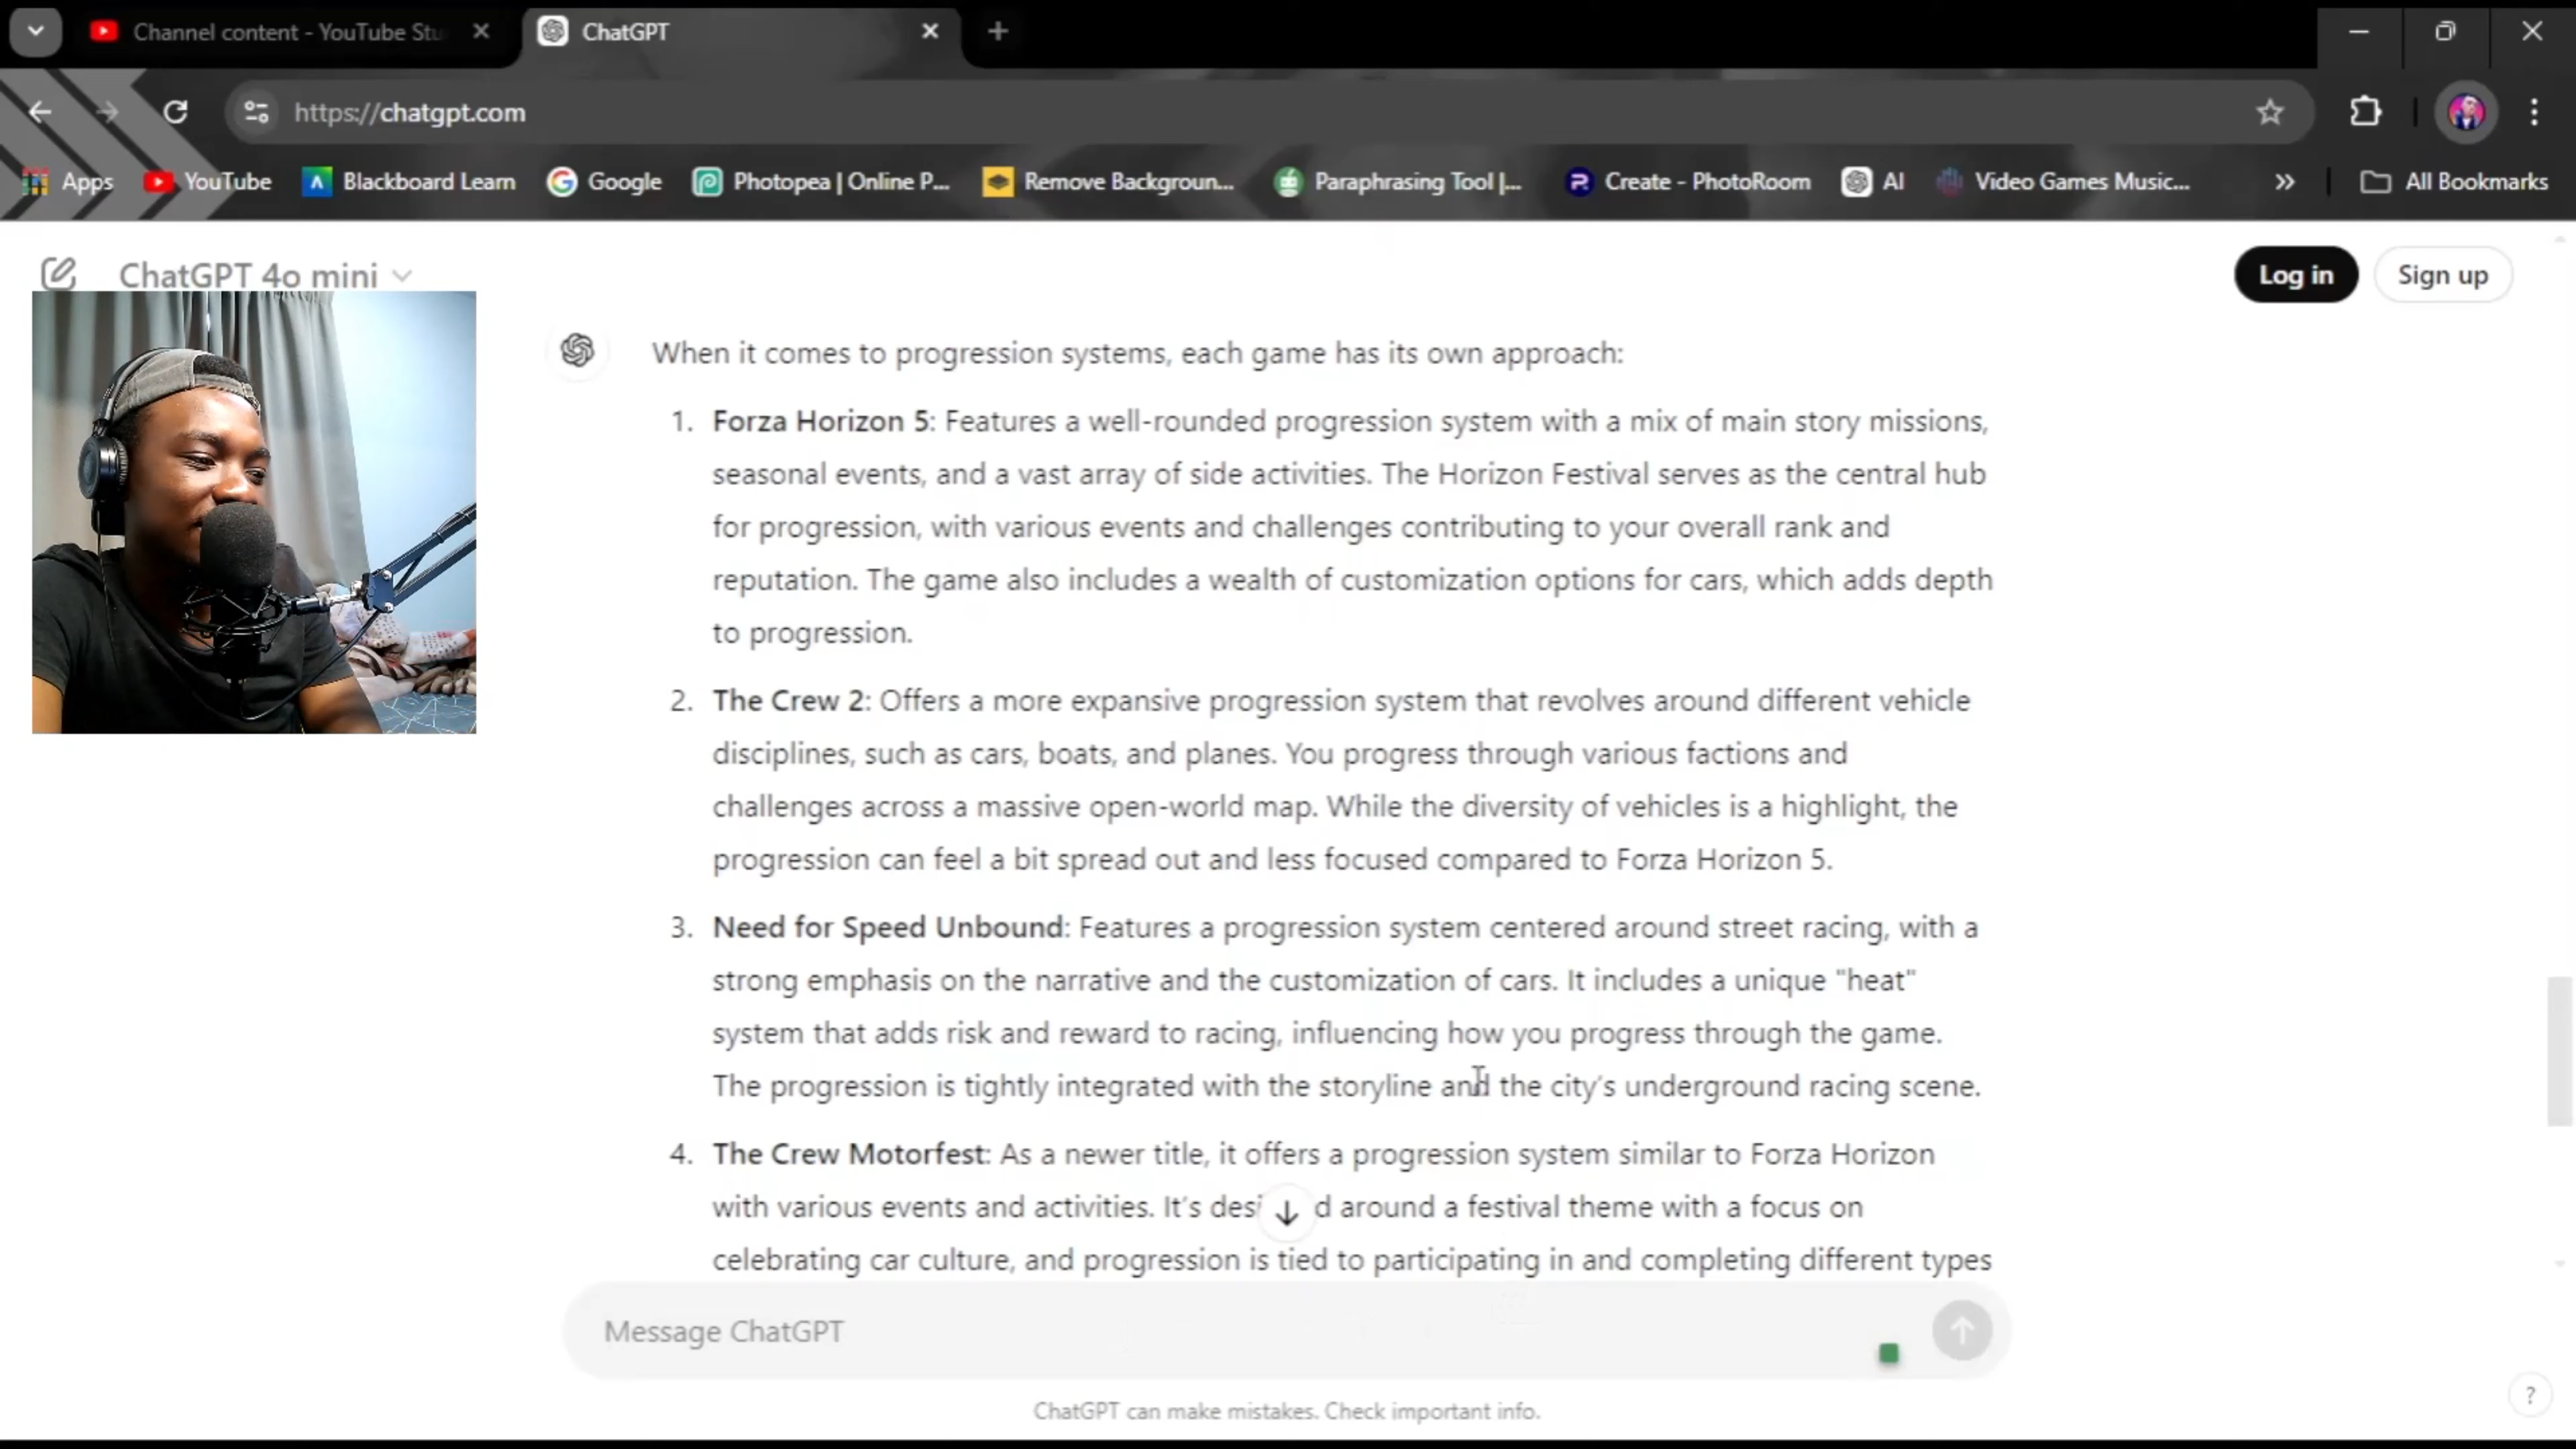 Channel content - YouTube Stu
ChatGPT
https://chatgpt.com
Apps
YouTube
Blackboard Learn
Google
Photopea | Online P...
Remove Backgroun...
Paraphrasing Tool |...
Create - PhotoRoom
AI
Video Games Music...
All Bookmarks
ChatGPT 4o mini
Log in
Sign up
When it comes to progression systems, each game has its own approach:
1. Forza Horizon 5: Features a well-rounded progression system with a mix of main story missions,
seasonal events, and a vast array of side activities. The Horizon Festival serves as the central hub
for progression, with various events and challenges contributing to your overall rank and
reputation. The game also includes a wealth of customization options for cars, which adds depth
to progression.
2. The Crew 2: Offers a more expansive progression system that revolves around different vehicle
disciplines, such as cars, boats, and planes. You progress through various factions and
challenges across a massive open-world map. While the diversity of vehicles is a highlight, the
progression can feel a bit spread out and less focused compared to Forza Horizon 5.
3. Need for Speed Unbound: Features a progression system centered around street racing, with a
strong emphasis on the narrative and the customization of cars. It includes a unique "heat"
system that adds risk and reward to racing, influencing how you progress through the game.
The progression is tightly integrated with the storyline and the city's underground racing scene.
4. The Crew Motorfest: As a newer title, it offers a progression system similar to Forza Horizon
with various events and activities. It's desi d around a festival theme with a focus on
celebrating car culture, and progression is tied to participating in and completing different types
Message ChatGPT
ChatGPT can make mistakes. Check important info.
?